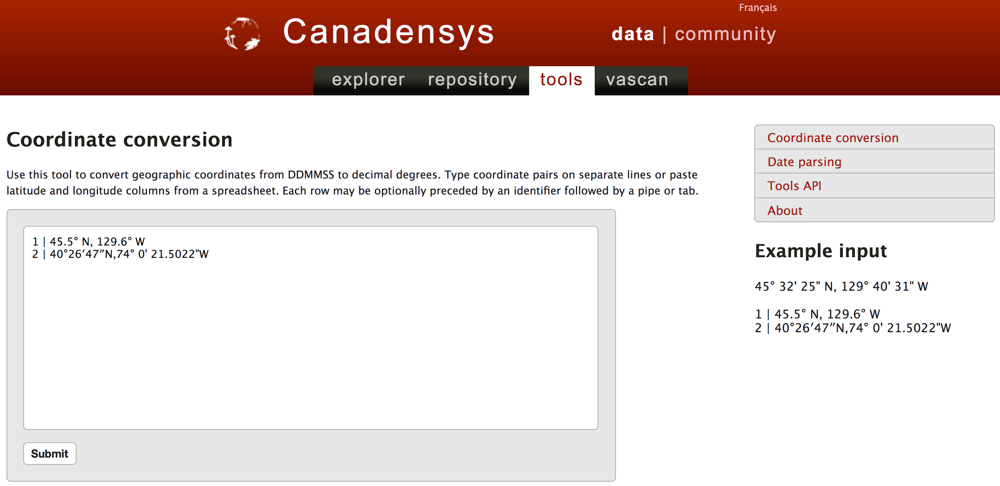 Français
Canadensys
data | community
explorer repository tools vascan
Coordinate conversion
Use this tool to convert geographic coordinates from DDMMSS to decimal degrees. Type coordinate pairs on separate lines or paste
latitude and longitude columns from a spreadsheet. Each row may be optionally preceded by an identifier followed by a pipe or tab.
1 | 45.5° N, 129.6° W
2 | 40°26′47″N,74° 0' 21.5022"W
Submit
Coordinate conversion
Date parsing
Tools API
About
Example input
45° 32' 25" N, 129° 40' 31" W
1 | 45.5° N, 129.6° W
2 | 40°26′47″N,74° 0' 21.5022"W